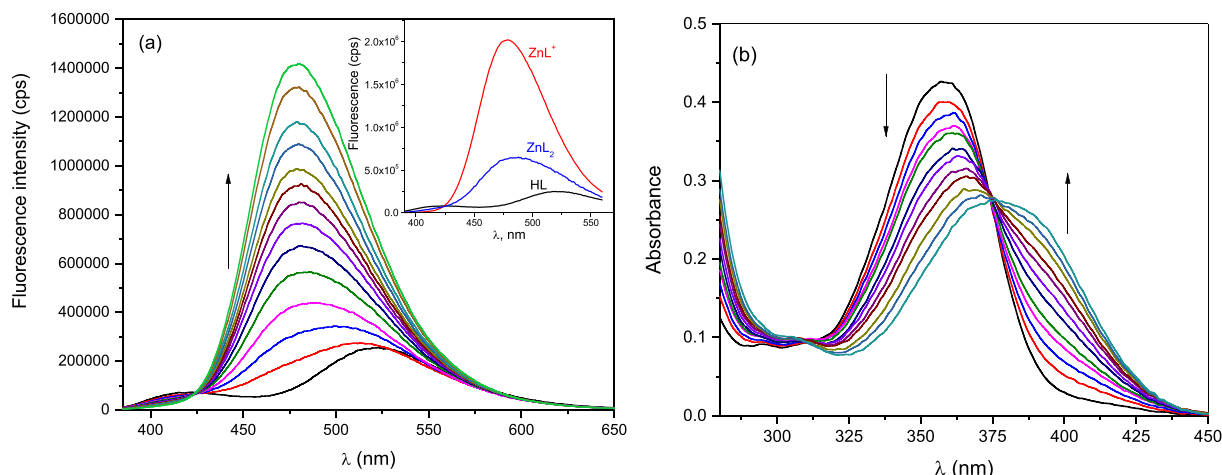 (a)
Fluorescence intensity (cps)
1600000
1400000
1200000
1000000
800000
600000
400000
200000
0
400 450 500 550 600 650
λ (nm)
Fluorescence (cps)
2.0x10⁶
1.5x10⁶
1.0x10⁶
5.0x10⁵
0.0
ZnL⁺
ZnL₂
HL
400 450 500 550
λ, nm
(b)
Absorbance
0.5
0.4
0.3
0.2
0.1
0.0
300 325 350 375 400 425 450
λ (nm)